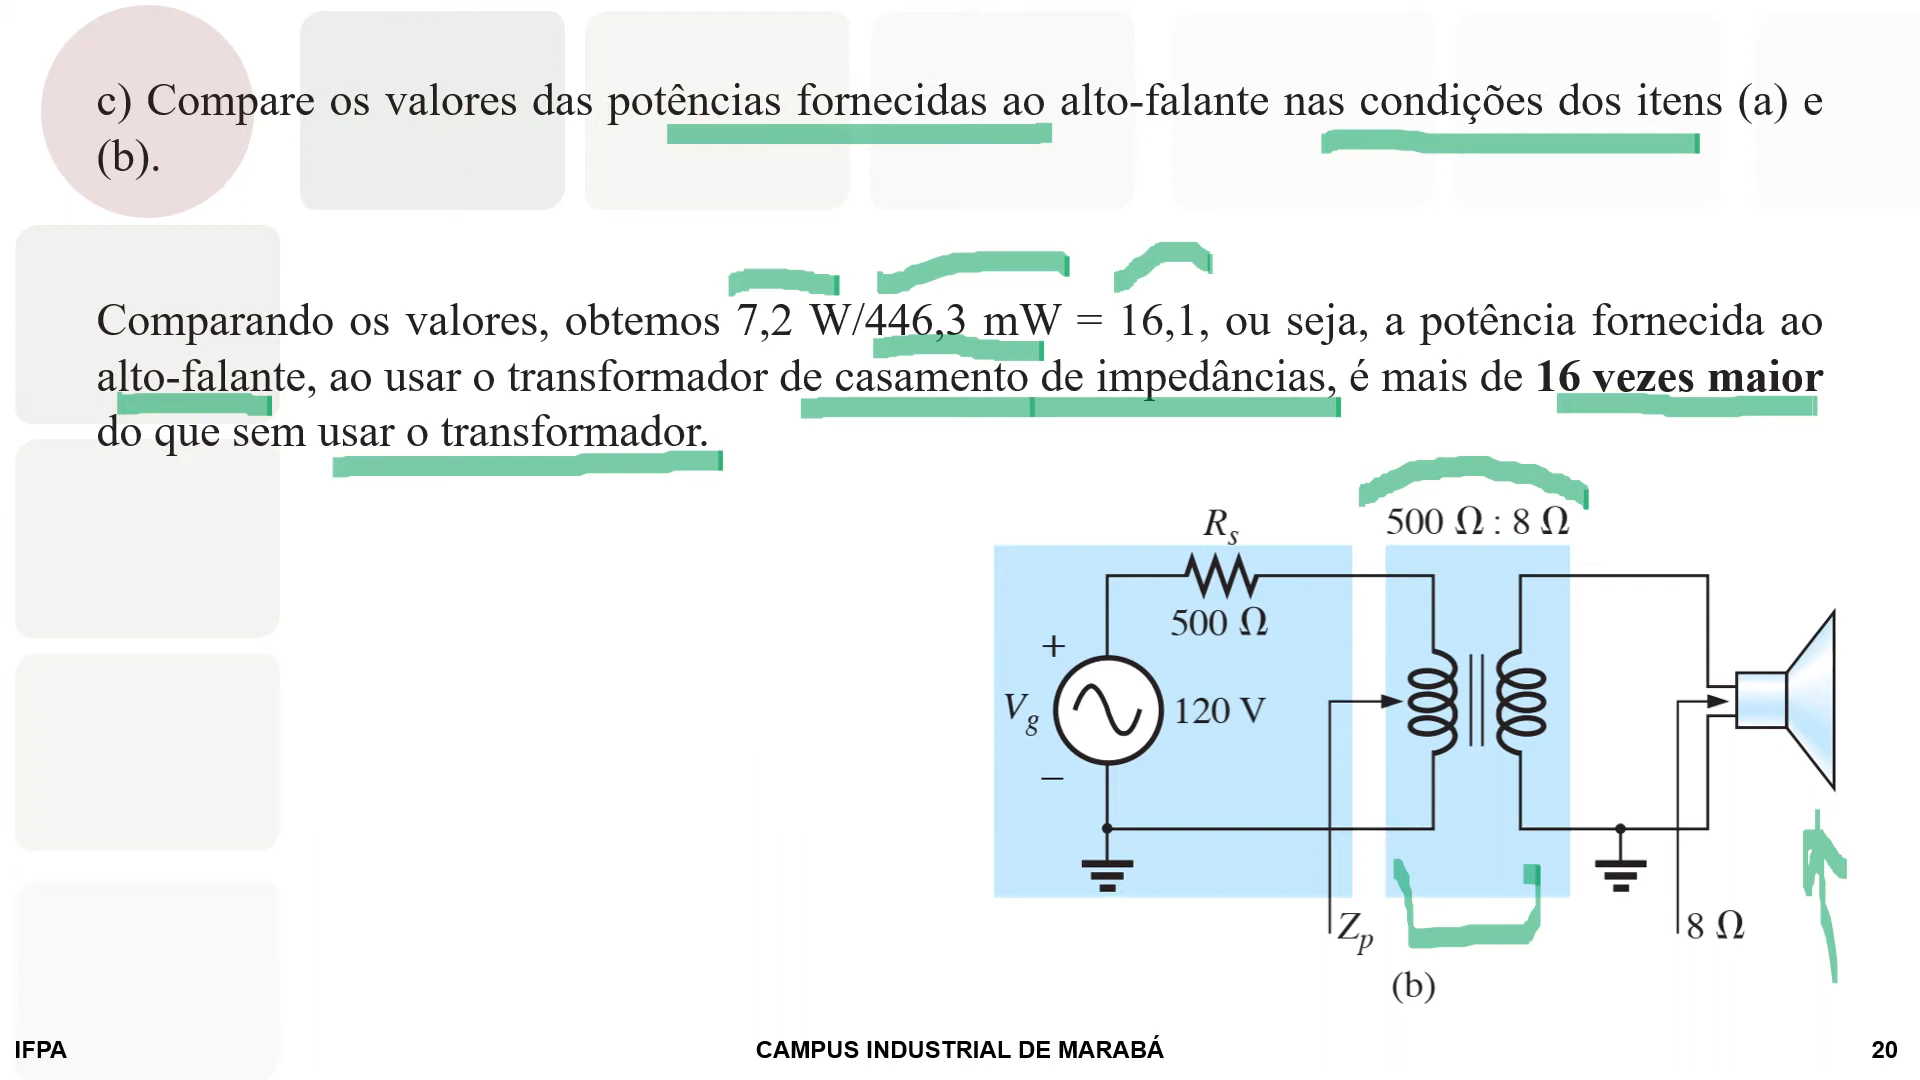 c) Compare os valores das potências fornecidas ao alto-falante nas condições dos itens (a) e
(b).
Comparando os valores, obtemos 7,2 W/446,3 mW = 16,1, ou seja, a potência fornecida ao
alto-falante, ao usar o transformador de casamento de impedâncias, é mais de 16 vezes maior
do que sem usar o transformador.
Rs
500 Ω : 8 Ω
500 Ω
+
Vg
120 V
–
Zp
8 Ω
(b)
IFPA
CAMPUS INDUSTRIAL DE MARABÁ
20